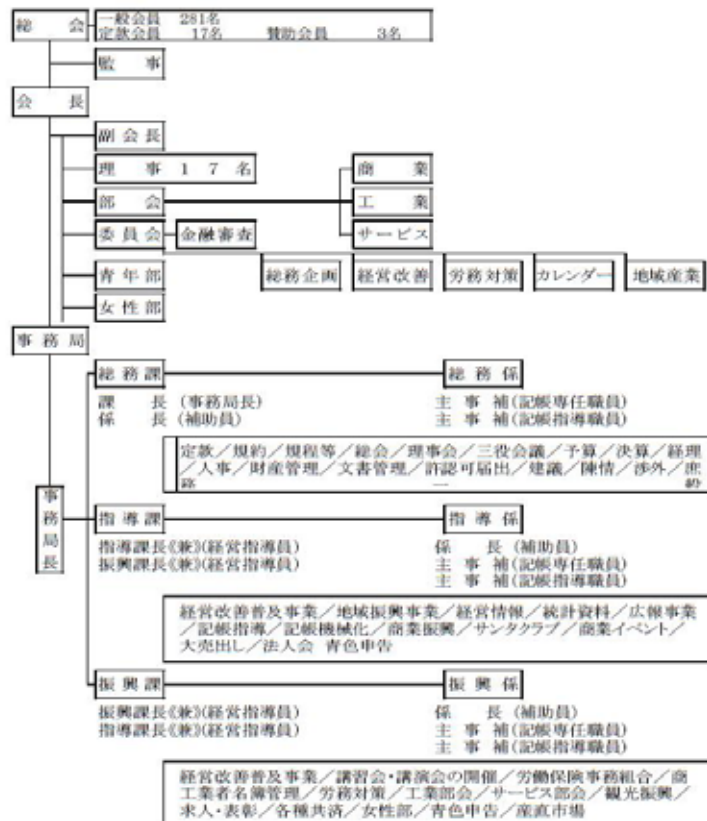 総会
一般会員 281名
定款会員 17名 賛助会員 3名
監事
会長
副会長
理事 17名
部会
商業
工業
サービス
委員会
金融審査
総務企画
経営改善
労務対策
カレンダー
地域産業
青年部
女性部
事務局
事務局長
総務課
総務係
課長(事務局長) 主事補(記帳専任職員)
係長(補助員) 主事補(記帳指導職員)
定款/規約/規程等/総会/理事会/三役会議/予算/決算/経理
/人事/財産管理/文書管理/許認可届出/建議/陳情/渉外/庶
務一般
指導課
指導係
指導課長《兼》(経営指導員) 係長(補助員)
振興課長《兼》(経営指導員) 主事補(記帳専任職員)
主事補(記帳指導職員)
経営改善普及事業/地域振興事業/経営情報/統計資料/広報事業
/記帳指導/記帳機械化/商業振興/サンタクラブ/商業イベント/
大売出し/法人会 青色申告
振興課
振興係
振興課長《兼》(経営指導員) 係長(補助員)
指導課長《兼》(経営指導員) 主事補(記帳専任職員)
主事補(記帳指導職員)
経営改善普及事業/講習会・講演会の開催/労働保険事務組合/商
工業者名簿管理/労務対策/工業部会/サービス部会/観光振興/
求人・表彰/各種共済/女性部/青色申告/産直市場